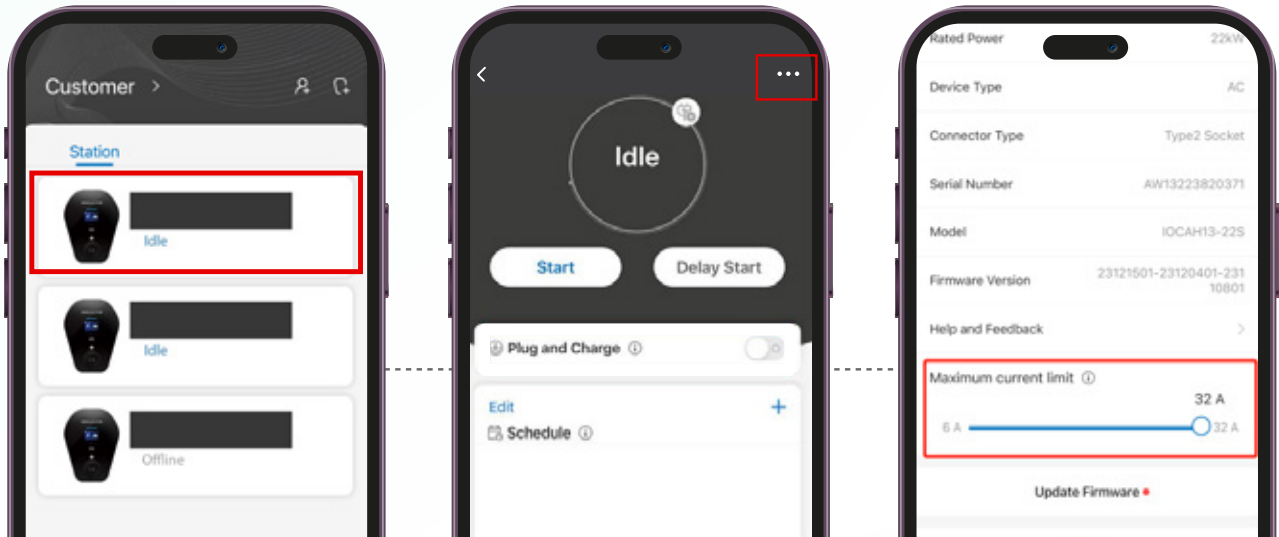 Customer >
Station
Idle
Idle
Offline
Idle
Start
Delay Start
Plug and Charge
Edit
Schedule
Rated Power
22kW
Device Type
AC
Connector Type
Type2 Socket
Serial Number
AW13223820371
Model
IOCAH13-22S
Firmware Version
23121501-23120401-231
10801
Help and Feedback
Maximum current limit
32 A
6 A
32 A
Update Firmware